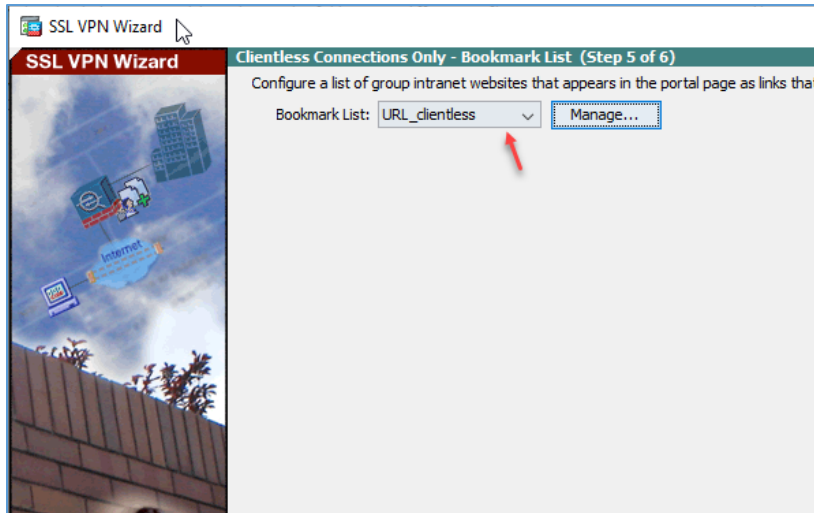 SSL VPN Wizard
SSL VPN Wizard
Clientless Connections Only - Bookmark List (Step 5 of 6)
Configure a list of group intranet websites that appears in the portal page as links tha
Bookmark List: URL_clientless Manage...
Internet